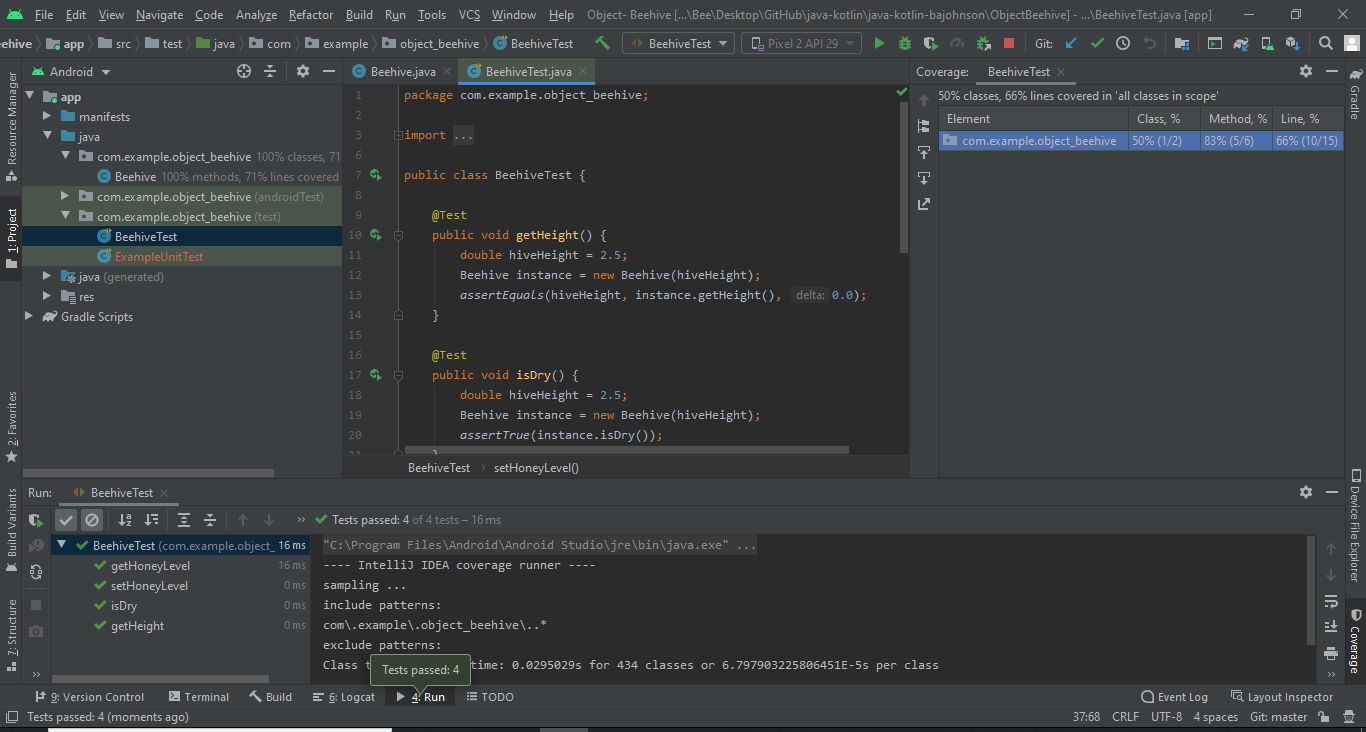 File Edit View Navigate Code Analyze Refactor Build Run Tools VCS Window Help Object- Beehive [...\Bee\Desktop\GitHub\java-kotlin\java-kotlin-bajohnson\ObjectBeehive] - ...\BeehiveTest.java [app]
ehive app src test java com example object_beehive BeehiveTest BeehiveTest Pixel 2 API 29 Git:
Resource Manager
1: Project
2: Favorites
Build Variants
7: Structure
Android
app
manifests
java
com.example.object_beehive 100% classes, 71
Beehive 100% methods, 71% lines covered
com.example.object_beehive (androidTest)
com.example.object_beehive (test)
BeehiveTest
ExampleUnitTest
java (generated)
res
Gradle Scripts
Beehive.java BeehiveTest.java
1 package com.example.object_beehive;
2
3 import ...
6
7 public class BeehiveTest {
8
9 @Test
10 public void getHeight() {
11 double hiveHeight = 2.5;
12 Beehive instance = new Beehive(hiveHeight);
13 assertEquals(hiveHeight, instance.getHeight(), delta: 0.0);
14 }
15
16 @Test
17 public void isDry() {
18 double hiveHeight = 2.5;
19 Beehive instance = new Beehive(hiveHeight);
20 assertTrue(instance.isDry());
21 }
BeehiveTest setHoneyLevel()
Coverage: BeehiveTest
50% classes, 66% lines covered in 'all classes in scope'
Element Class, % Method, % Line, %
com.example.object_beehive 50% (1/2) 83% (5/6) 66% (10/15)
Gradle
Device File Explorer
Coverage
Run: BeehiveTest
Tests passed: 4 of 4 tests – 16 ms
BeehiveTest (com.example.object_ 16 ms
getHoneyLevel 16 ms
setHoneyLevel 0 ms
isDry 0 ms
getHeight 0 ms
"C:\Program Files\Android\Android Studio\jre\bin\java.exe" ...
---- IntelliJ IDEA coverage runner ----
sampling ...
include patterns:
com\.example\.object_beehive\..*
exclude patterns:
Class t time: 0.0295029s for 434 classes or 6.797903225806451E-5s per class
Tests passed: 4
9: Version Control Terminal Build 6: Logcat 4: Run TODO Event Log Layout Inspector
Tests passed: 4 (moments ago) 37:68 CRLF UTF-8 4 spaces Git: master